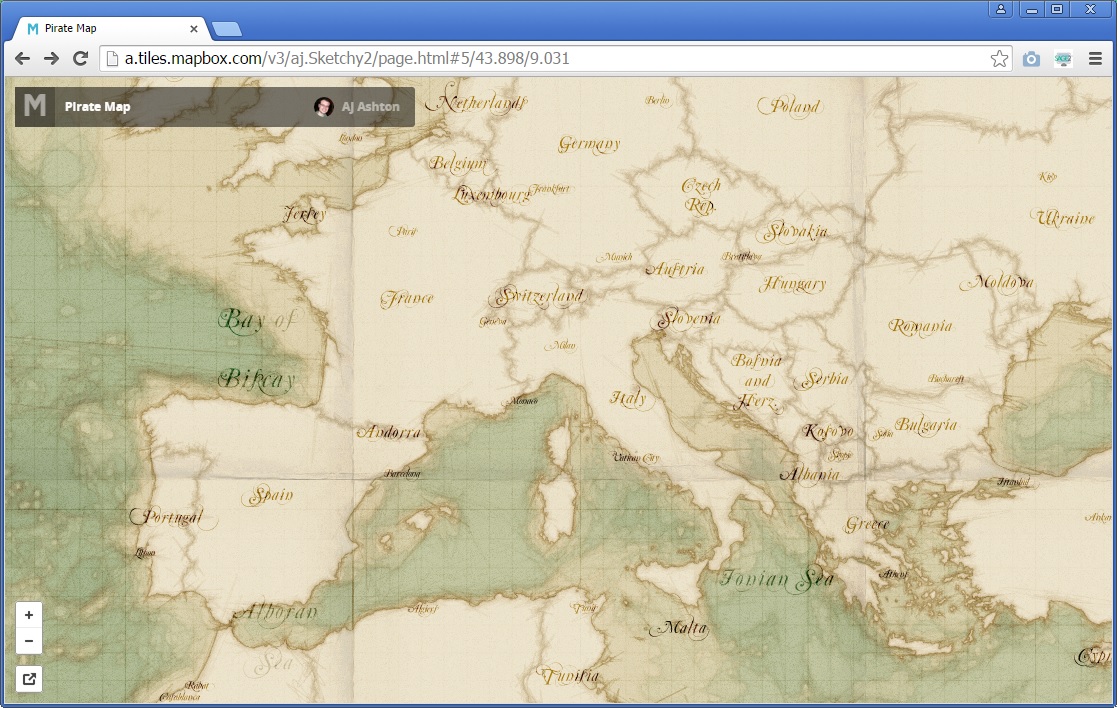 Pirate Map
a.tiles.mapbox.com/v3/aj.Sketchy2/page.html#5/43.898/9.031
M Pirate Map AJ Ashton
Netherlands
Berlin
Poland
London
Germany
Belgium
Luxembourg
Frankfurt
Czech
Rep.
Kiev
Ukraine
Jersey
Paris
Slovakia
Munich
Bratislava
Austria
France
Switzerland
Hungary
Moldova
Geneva
Slovenia
Romania
Bay of
Biscay
Milan
Bosnia
and
Herz.
Serbia
Bucharest
Monaco
Italy
Andorra
Kosovo
Sofia
Bulgaria
Skopje
Vatican City
Barcelona
Albania
Istanbul
Spain
Portugal
Greece
Lisbon
Athens
Ionian Sea
Alboran
Sea
Algiers
Tunis
Malta
Tunisia
Rabat
Casablanca
+
−